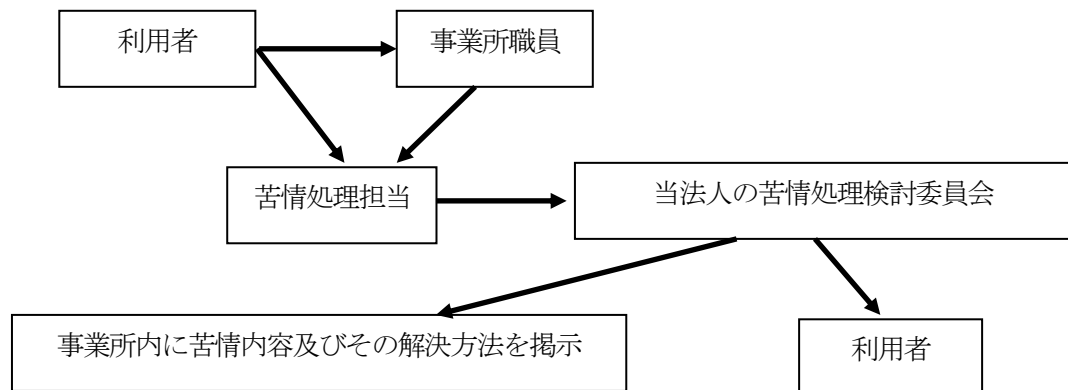 利用者
事業所職員
苦情処理担当
当法人の苦情処理検討委員会
事業所内に苦情内容及びその解決方法を掲示
利用者